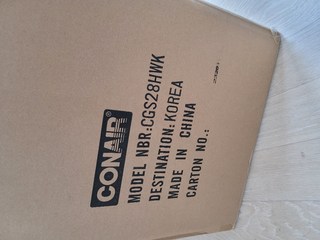 CONAIR
MODEL NBR:CGS28HWK
DESTINATION:KOREA
MADE IN CHINA
CARTON NO.: